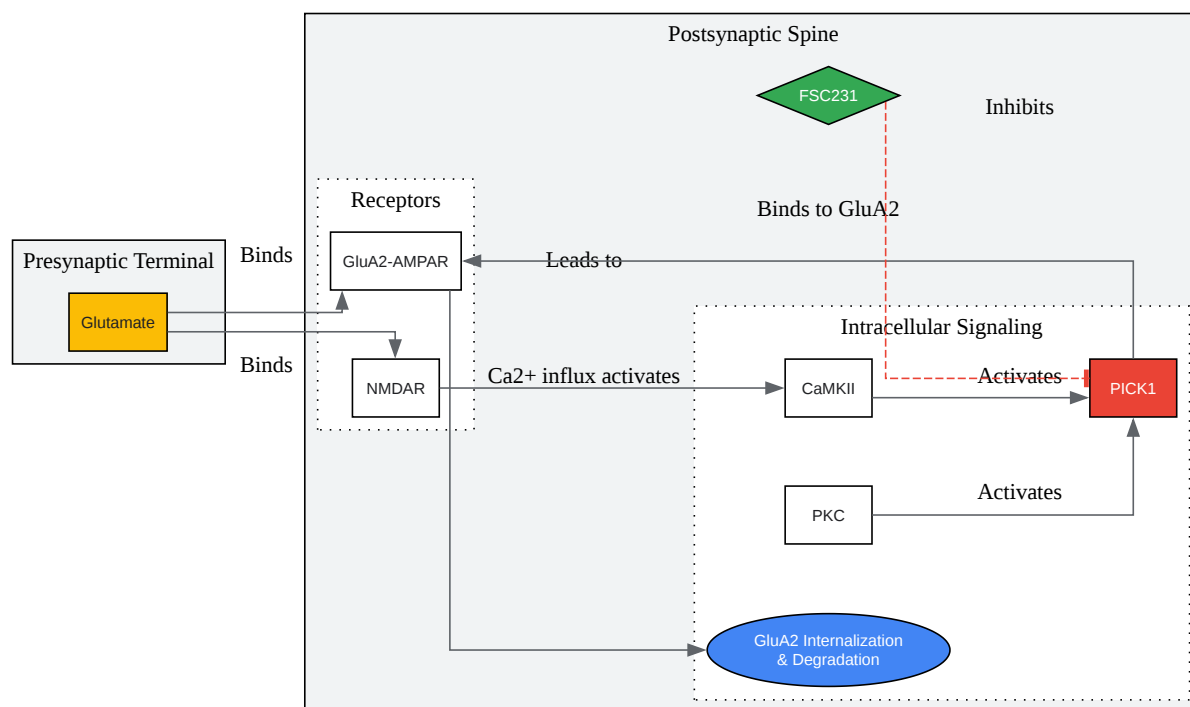 Postsynaptic Spine
FSC231
Inhibits
Receptors
Binds to GluA2
Presynaptic Terminal
Binds
GluA2-AMPAR
Leads to
Glutamate
Intracellular Signaling
Binds
NMDAR
Ca2+ influx activates
CaMKII
Activates
PICK1
PKC
Activates
GluA2 Internalization
& Degradation